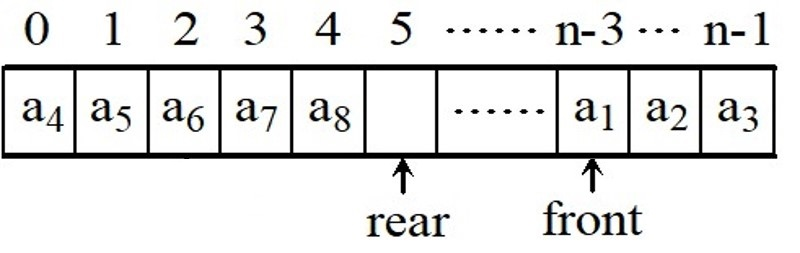 0 1 2 3 4 5 ······ n-3 ··· n-1
a₄ a₅ a₆ a₇ a₈ ······ a₁ a₂ a₃
rear front